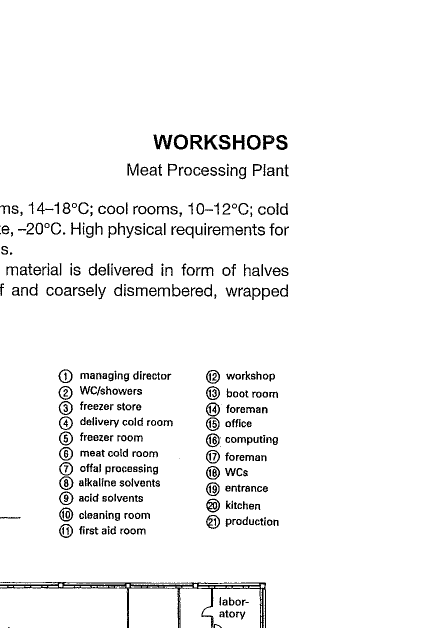 WORKSHOPS
Meat Processing Plant
ms, 14–18°C; cool rooms, 10–12°C; cold
e, –20°C. High physical requirements for
s.
material is delivered in form of halves
f and coarsely dismembered, wrapped
1 managing director
2 WC/showers
3 freezer store
4 delivery cold room
5 freezer room
6 meat cold room
7 offal processing
8 alkaline solvents
9 acid solvents
10 cleaning room
11 first aid room
12 workshop
13 boot room
14 foreman
15 office
16 computing
17 foreman
18 WCs
19 entrance
20 kitchen
21 production
labor-
atory